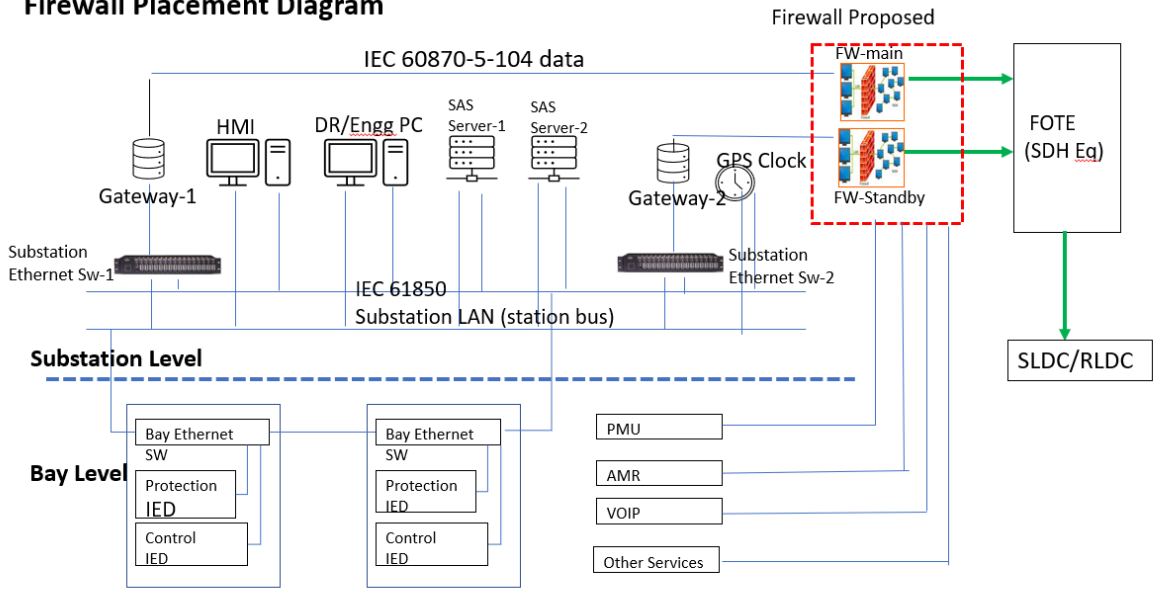 Firewall Placement Diagram
Firewall Proposed
IEC 60870-5-104 data
FW-main
HMI
DR/Engg PC
SAS
Server-1
SAS
Server-2
FOTE
(SDH Eq)
GPS Clock
Gateway-1
Gateway-2
FW-Standby
Substation
Ethernet Sw-1
Substation
Ethernet Sw-2
IEC 61850
Substation LAN (station bus)
Substation Level
SLDC/RLDC
Bay Level
Bay Ethernet
SW
Protection
IED
Control
IED
Bay Ethernet
SW
Protection
IED
Control
IED
PMU
AMR
VOIP
Other Services